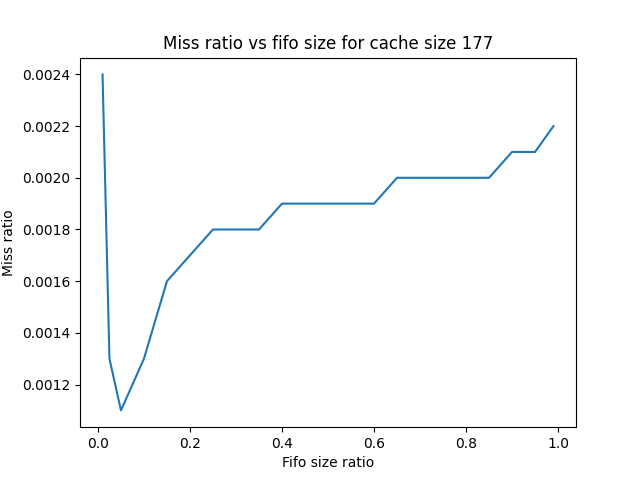 Miss ratio vs fifo size for cache size 177
0.0024
0.0022
0.0020
0.0018
0.0016
0.0014
0.0012
Miss ratio
0.0 0.2 0.4 0.6 0.8 1.0
Fifo size ratio